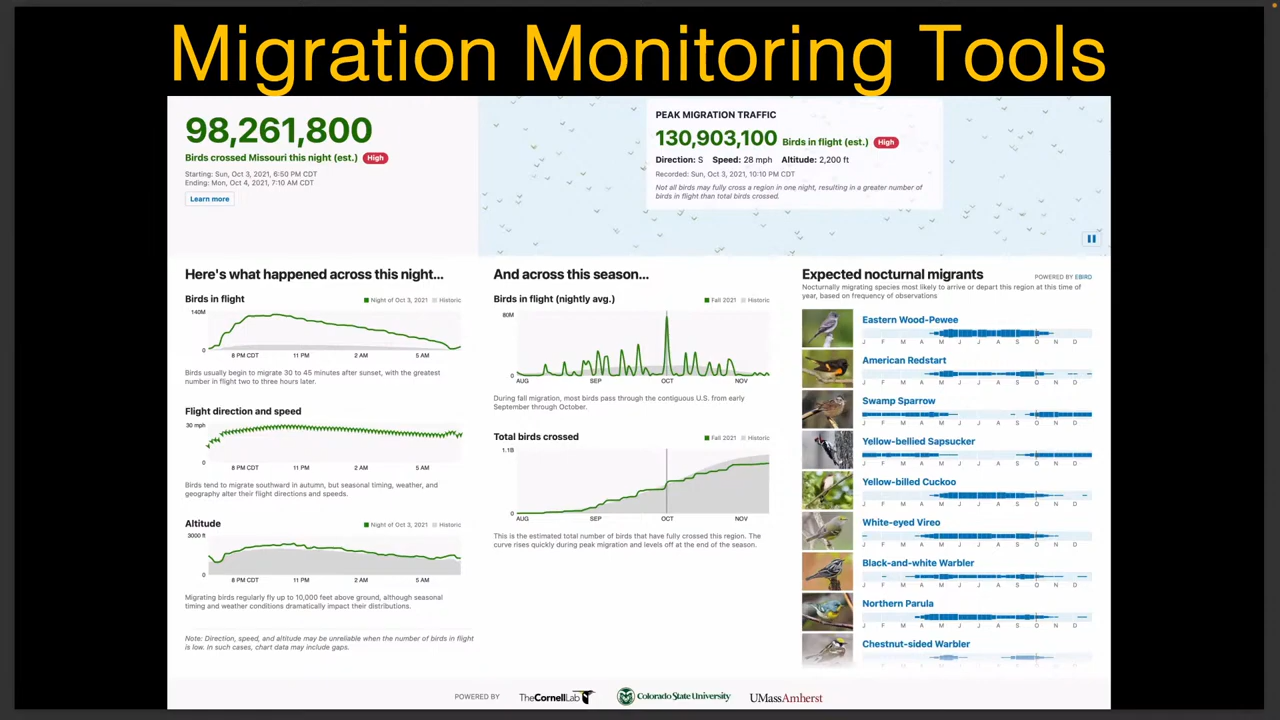 Migration Monitoring Tools
98,261,800
Birds crossed Missouri this night (est.) High
Starting: Sun, Oct 3, 2021, 6:50 PM CDT
Ending: Mon, Oct 4, 2021, 7:10 AM CDT
Learn more
PEAK MIGRATION TRAFFIC
130,903,100 Birds in flight (est.) High
Direction: S Speed: 28 mph Altitude: 2,200 ft
Recorded: Sun, Oct 3, 2021, 10:10 PM CDT
Not all birds may fully cross a region in one night, resulting in a greater number of
birds in flight than total birds crossed.
Here's what happened across this night...
Birds in flight
Night of Oct 3, 2021 Historic
140M
0
8 PM CDT 11 PM 2 AM 5 AM
Birds usually begin to migrate 30 to 45 minutes after sunset, with the greatest
number in flight two to three hours later.
Flight direction and speed
30 mph
0
8 PM CDT 11 PM 2 AM 5 AM
Birds tend to migrate southward in autumn, but seasonal timing, weather, and
geography alter their flight directions and speeds.
Altitude
Night of Oct 3, 2021 Historic
3000 ft
0
8 PM CDT 11 PM 2 AM 5 AM
Migrating birds regularly fly up to 10,000 feet above ground, although seasonal
timing and weather conditions dramatically impact their distributions.
Note: Direction, speed, and altitude may be unreliable when the number of birds in flight
is low. In such cases, chart data may include gaps.
And across this season...
Birds in flight (nightly avg.)
Fall 2021 Historic
80M
0
AUG SEP OCT NOV
During fall migration, most birds pass through the contiguous U.S. from early
September through October.
Total birds crossed
Fall 2021 Historic
1.1B
0
AUG SEP OCT NOV
This is the estimated total number of birds that have fully crossed this region. The
curve rises quickly during peak migration and levels off at the end of the season.
Expected nocturnal migrants
POWERED BY EBIRD
Nocturnally migrating species most likely to arrive or depart this region at this time of
year, based on frequency of observations
Eastern Wood-Pewee
J F M A M J J A S O N D
American Redstart
J F M A M J J A S O N D
Swamp Sparrow
J F M A M J J A S O N D
Yellow-bellied Sapsucker
J F M A M J J A S O N D
Yellow-billed Cuckoo
J F M A M J J A S O N D
White-eyed Vireo
J F M A M J J A S O N D
Black-and-white Warbler
J F M A M J J A S O N D
Northern Parula
J F M A M J J A S O N D
Chestnut-sided Warbler
J F M A M J J A S O N D
POWERED BY
TheCornellLab
Colorado State University
UMassAmherst